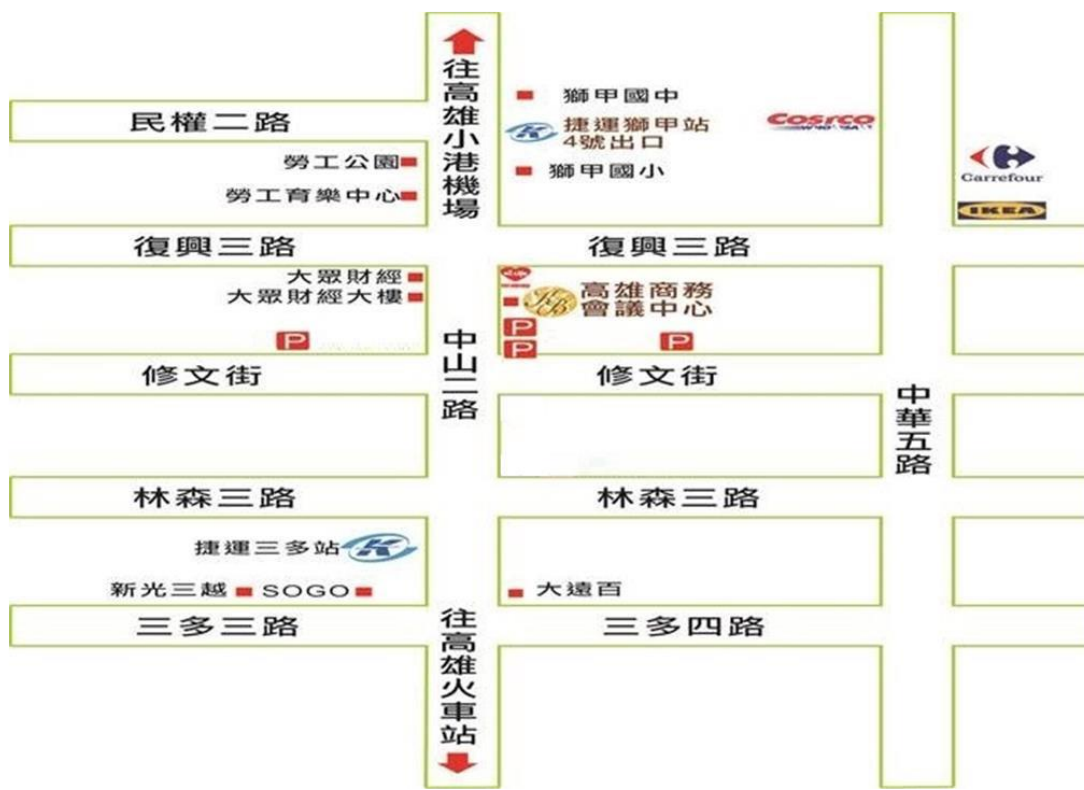 往高雄小港機場
民權二路
獅甲國中
捷運獅甲站
4號出口
Cosrco
勞工公園
獅甲國小
Carrefour
勞工育樂中心
IKEA
復興三路
復興三路
大眾財經
大眾財經大樓
高雄商務
會議中心
P
P
P
P
中山二路
修文街
修文街
中華五路
林森三路
林森三路
捷運三多站
新光三越
SOGO
大遠百
三多三路
三多四路
往高雄火車站